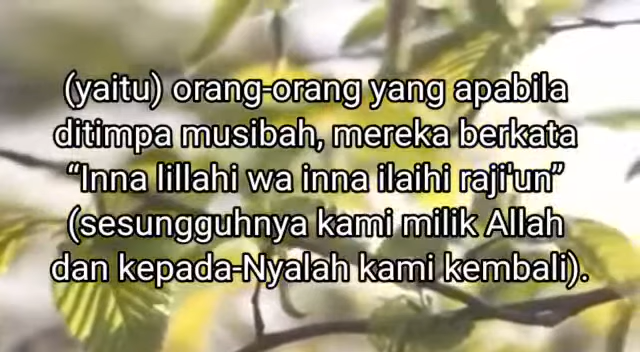 (yaitu) orang-orang yang apabila
ditimpa musibah, mereka berkata
“Inna lillahi wa inna ilaihi raji'un”
(sesungguhnya kami milik Allah
dan kepada-Nyalah kami kembali).